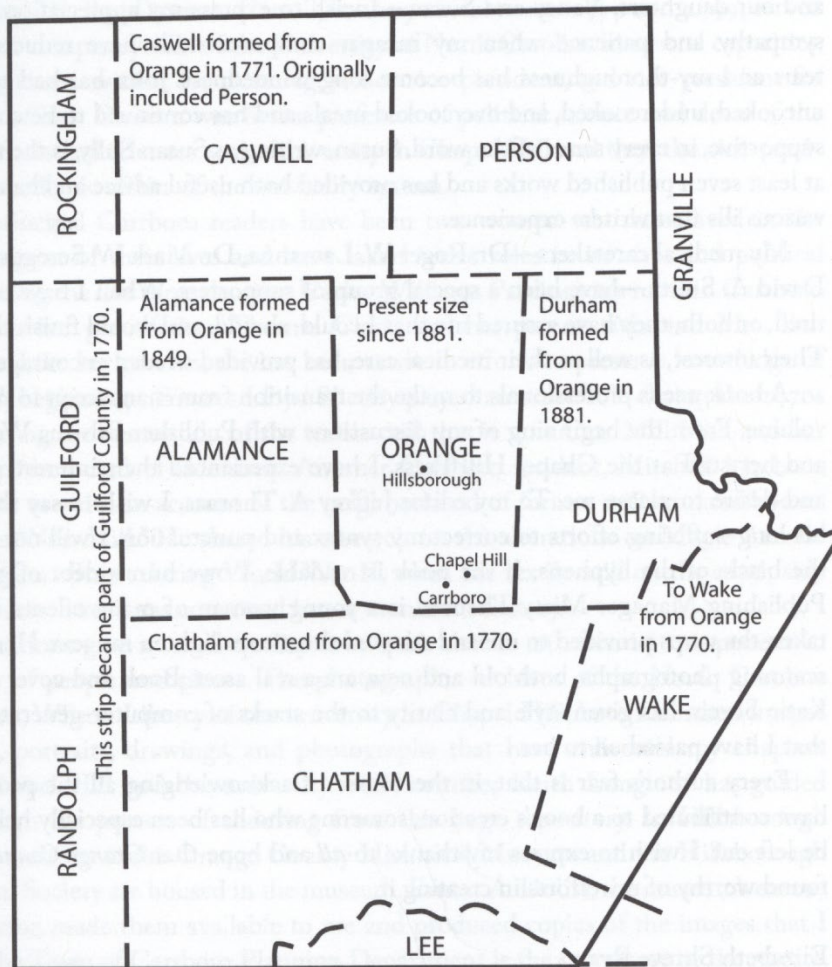 Caswell formed from
Orange in 1771. Originally
included Person.
ROCKINGHAM
CASWELL
PERSON
GRANVILLE
Alamance formed
from Orange in
1849.
Present size
since 1881.
Durham
formed
from
Orange in
1881.
GUILFORD
This strip became part of Guilford County in 1770.
ALAMANCE
ORANGE
Hillsborough
DURHAM
Chapel Hill
Carrboro
To Wake
from Orange
in 1770.
Chatham formed from Orange in 1770.
WAKE
RANDOLPH
CHATHAM
LEE